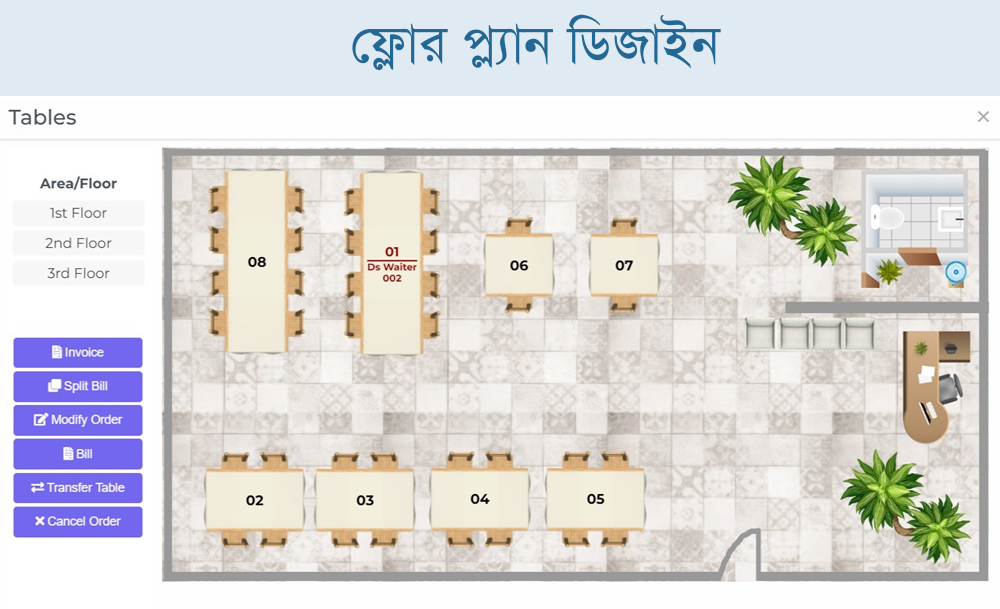 ফ্লোর প্ল্যান ডিজাইন
Tables
×
Area/Floor
1st Floor
2nd Floor
3rd Floor
Invoice
Split Bill
Modify Order
Bill
Transfer Table
Cancel Order
08
01
Ds Waiter
002
06
07
02
03
04
05